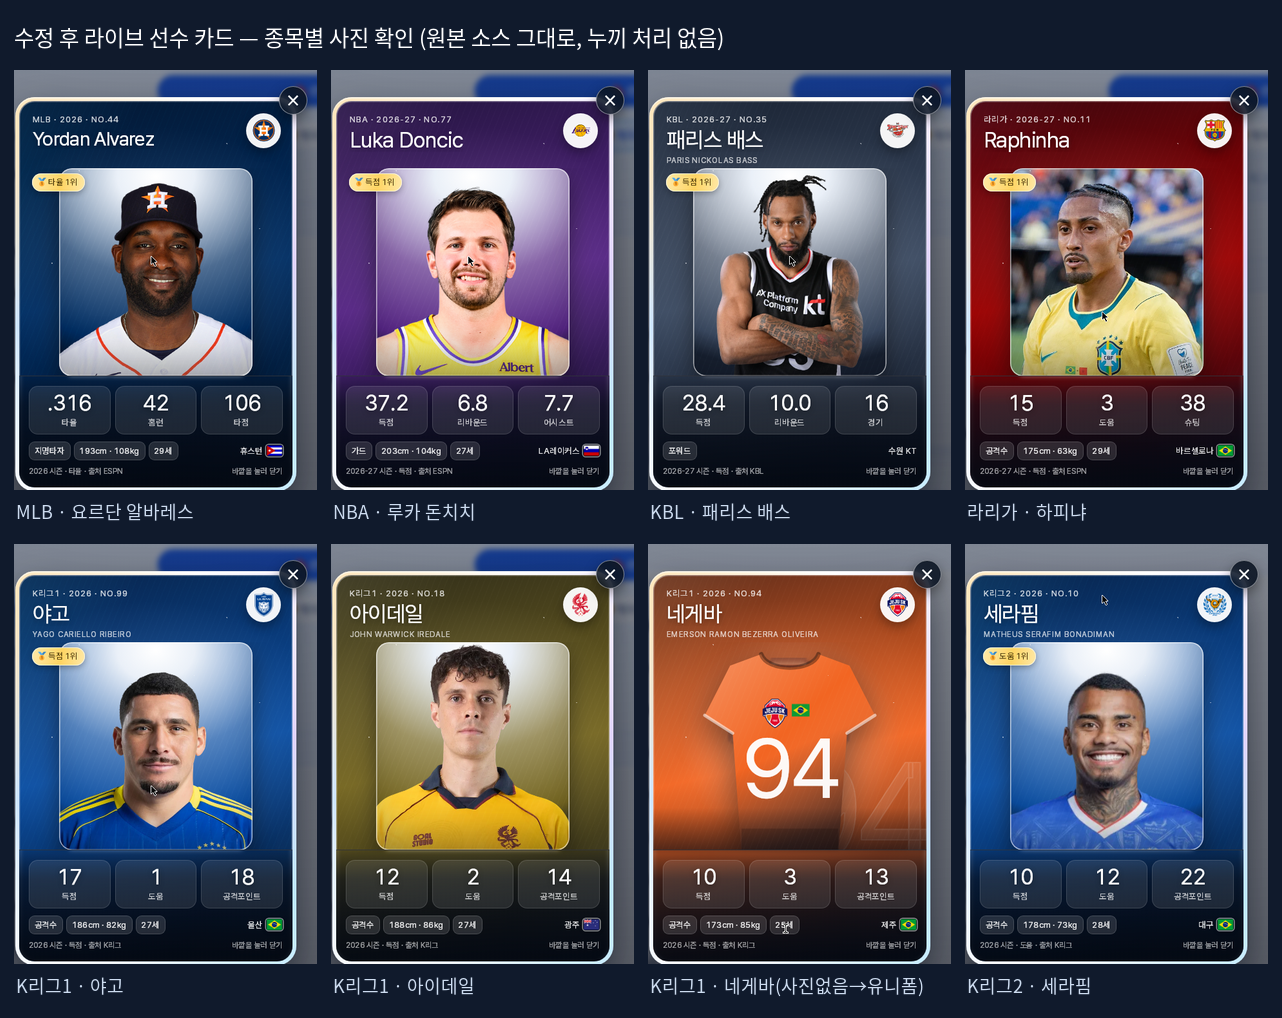 수정 후 라이브 선수 카드 — 종목별 사진 확인 (원본 소스 그대로, 누끼 처리 없음)
MLB · 2026 · NO.44
Yordan Alvarez
타율 1위
.316 42 106
타율 홈런 타점
지명타자 193cm · 108kg 29세 휴스턴
2026 시즌 · 타율 · 출처 ESPN 바깥을 눌러 닫기
MLB · 요르단 알바레스
NBA · 2026-27 · NO.77
Luka Doncic
득점 1위
Albert
37.2 6.8 7.7
득점 리바운드 어시스트
가드 203cm · 104kg 27세 LA레이커스
2026-27 시즌 · 득점 · 출처 ESPN 바깥을 눌러 닫기
NBA · 루카 돈치치
KBL · 2026-27 · NO.35
패리스 배스
PARIS NICKOLAS BASS
득점 1위
AX Platform
Company kt
28.4 10.0 16
득점 리바운드 경기
포워드 수원 KT
2026-27 시즌 · 득점 · 출처 KBL 바깥을 눌러 닫기
KBL · 패리스 배스
라리가 · 2026-27 · NO.11
Raphinha
득점 1위
CBF
15 3 38
득점 도움 슈팅
공격수 175cm · 63kg 29세 바르셀로나
2026-27 시즌 · 득점 · 출처 ESPN 바깥을 눌러 닫기
라리가 · 하피냐
K리그1 · 2026 · NO.99
야고
YAGO CARIELLO RIBEIRO
득점 1위
17 1 18
득점 도움 공격포인트
공격수 186cm · 82kg 27세 울산
2026 시즌 · 득점 · 출처 K리그 바깥을 눌러 닫기
K리그1 · 야고
K리그1 · 2026 · NO.18
아이데일
JOHN WARWICK IREDALE
GOAL
STUDIO
12 2 14
득점 도움 공격포인트
공격수 188cm · 86kg 27세 광주
2026 시즌 · 득점 · 출처 K리그 바깥을 눌러 닫기
K리그1 · 아이데일
K리그1 · 2026 · NO.94
네게바
EMERSON RAMON BEZERRA OLIVEIRA
JEJU SK
94
10 3 13
득점 도움 공격포인트
공격수 173cm · 85kg 제주
2026 시즌 · 득점 · 출처 K리그 바깥을 눌러 닫기
K리그1 · 네게바(사진없음→유니폼)
K리그2 · 2026 · NO.10
세라핌
MATHEUS SERAFIM BONADIMAN
도움 1위
10 12 22
득점 도움 공격포인트
공격수 178cm · 73kg 28세 대구
2026 시즌 · 도움 · 출처 K리그 바깥을 눌러 닫기
K리그2 · 세라핌